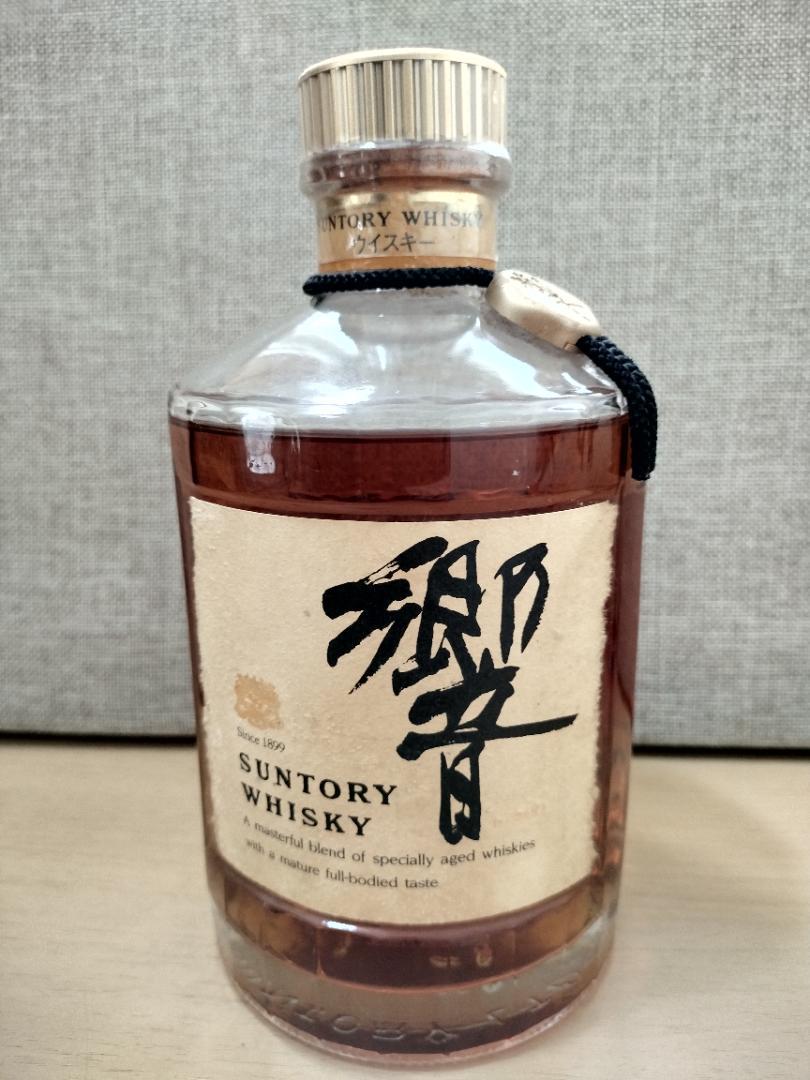 SUNTORY WHISKY
ウイスキー
響
Since 1899
SUNTORY
WHISKY
A masterful blend of specially aged whiskies
with a mature full-bodied taste